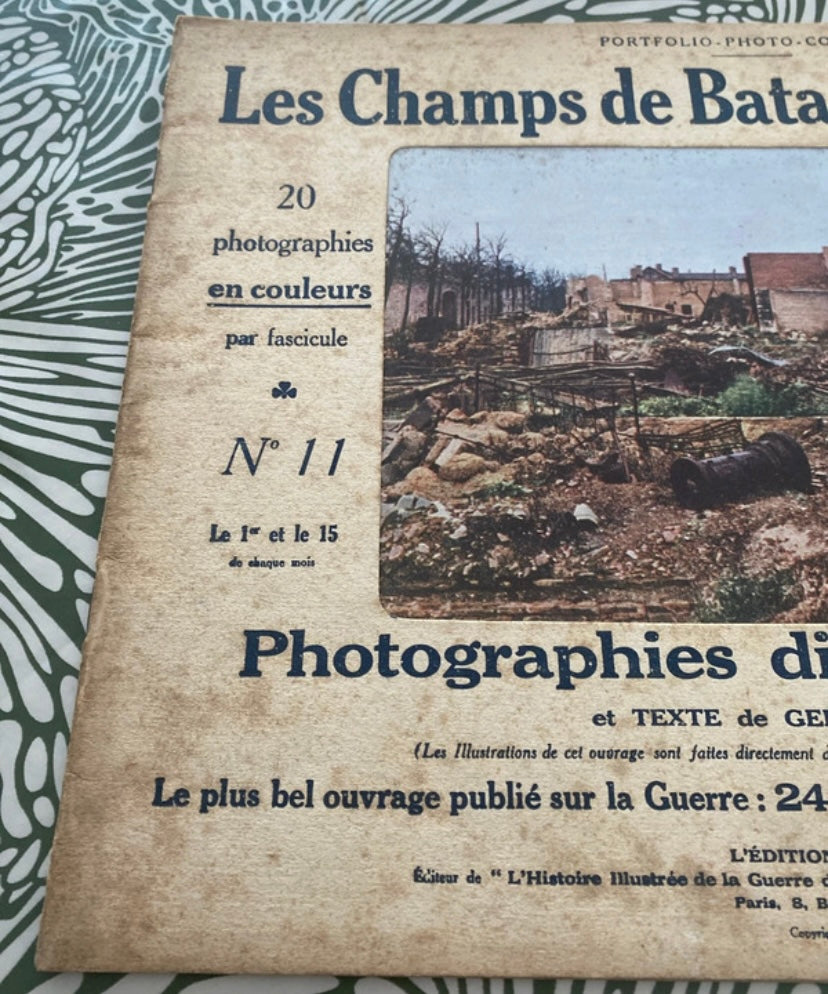 PORTFOLIO-PHOTO-CO
Les Champs de Bata
20
photographies
en couleurs
par fascicule
N° 11
Le 1er et le 15
de chaque mois
Photographies di
et TEXTE de GE
(Les Illustrations de cet ouvrage sont faites directement d
Le plus bel ouvrage publié sur la Guerre : 24
L'ÉDITION
Éditeur de " L'Histoire Illustrée de la Guerre d
Paris, 8, B
Copyri